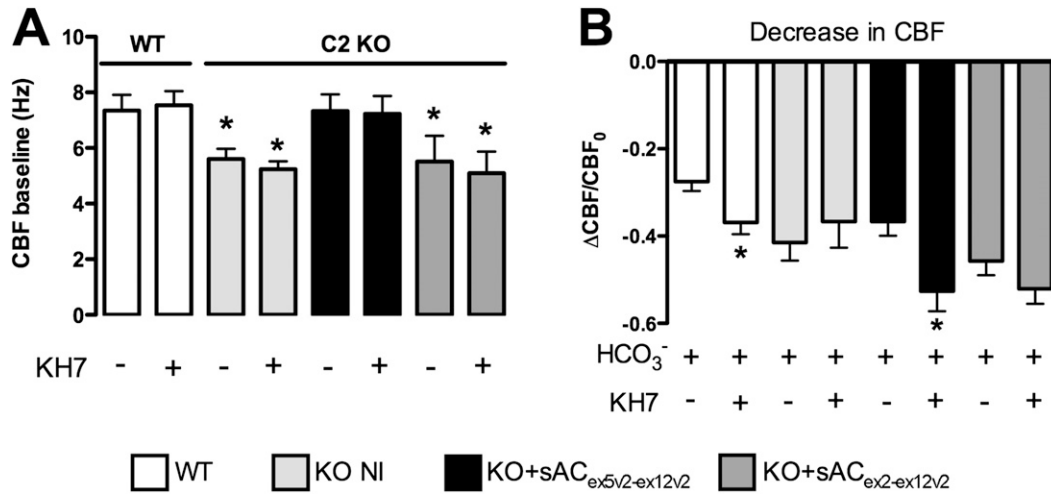 A
WT
C2 KO
CBF baseline (Hz)
10
8
6
4
2
0
* * * *
KH7 - + - + - + - +
B
Decrease in CBF
ΔCBF/CBF0
0.0
-0.2
-0.4
-0.6
* *
HCO3- + + + + + + + +
KH7 - + - + - + - +
WT KO NI KO+sACex5v2-ex12v2 KO+sACex2-ex12v2